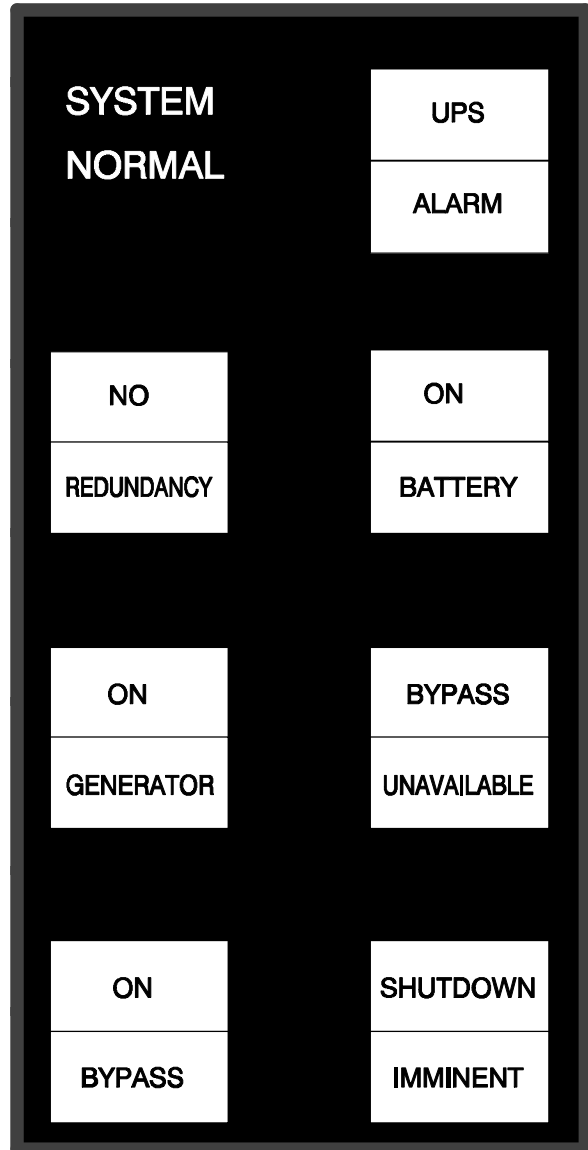 SYSTEM
NORMAL
UPS
ALARM
NO
REDUNDANCY
ON
BATTERY
ON
GENERATOR
BYPASS
UNAVAILABLE
ON
BYPASS
SHUTDOWN
IMMINENT